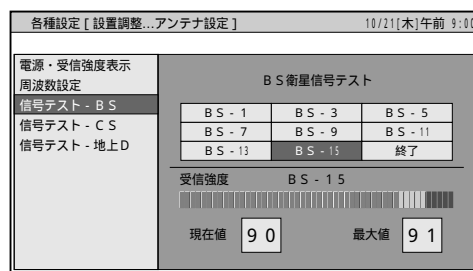 各種設定 [ 設置調整...アンテナ設定 ] 10/21[木]午前 9:00
電源・受信強度表示
周波数設定
信号テスト - BS
信号テスト - CS
信号テスト - 地上D
BS衛星信号テスト
BS - 1 BS - 3 BS - 5
BS - 7 BS - 9 BS - 11
BS - 13 BS - 15 終了
受信強度 BS - 15
現在値 90 最大値 91